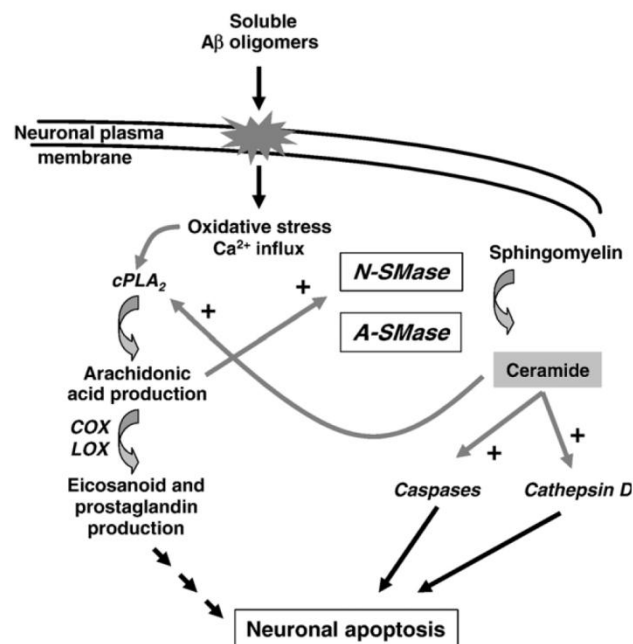 Soluble
Aβ oligomers
Neuronal plasma
membrane
Oxidative stress
Ca²⁺ influx
cPLA₂
+
+
N-SMase
A-SMase
Sphingomyelin
Arachidonic
acid production
Ceramide
COX
LOX
+
+
Eicosanoid and
prostaglandin
production
Caspases
Cathepsin D
Neuronal apoptosis